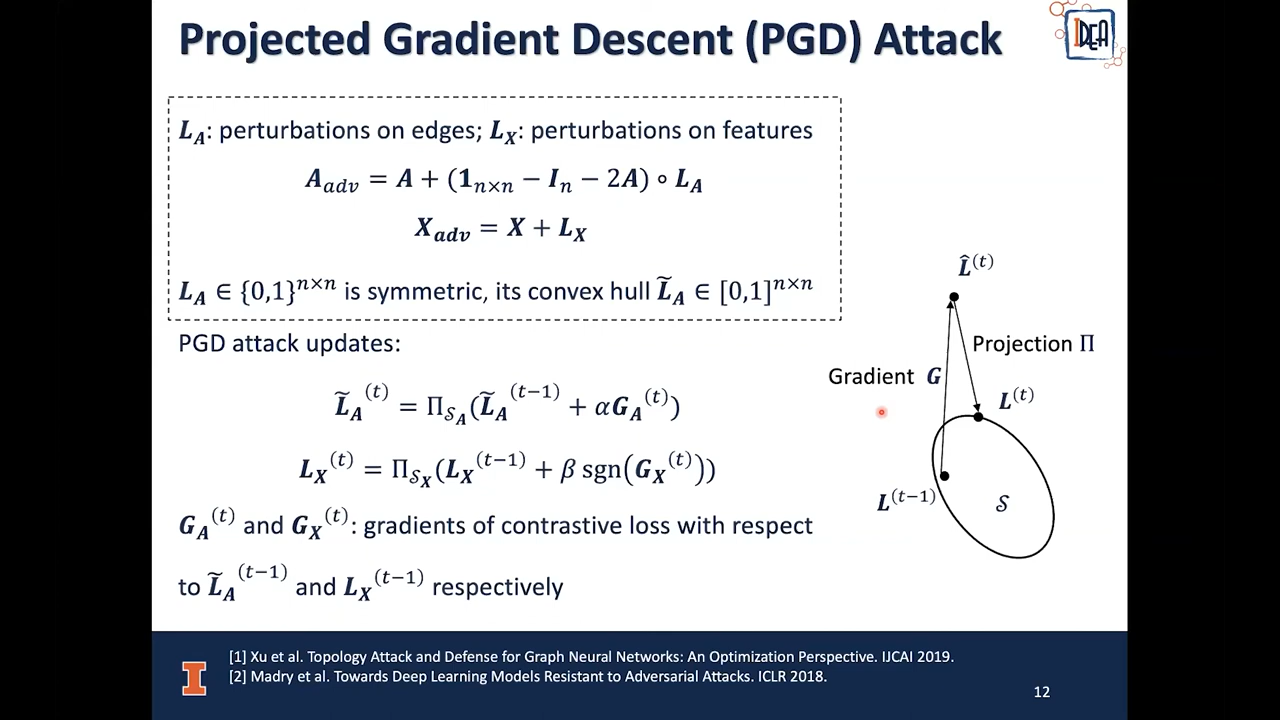 Projected Gradient Descent (PGD) Attack
IDEA
L_A: perturbations on edges; L_X: perturbations on features
A_adv = A + (1_{n×n} − I_n − 2A) ∘ L_A
X_adv = X + L_X
L_A ∈ {0,1}^{n×n} is symmetric, its convex hull L̃_A ∈ [0,1]^{n×n}
PGD attack updates:
L̃_A^{(t)} = Π_{𝒮_A}(L̃_A^{(t−1)} + αG_A^{(t)})
L_X^{(t)} = Π_{𝒮_X}(L_X^{(t−1)} + β sgn(G_X^{(t)}))
G_A^{(t)} and G_X^{(t)}: gradients of contrastive loss with respect
to L̃_A^{(t−1)} and L_X^{(t−1)} respectively
L̂^{(t)}
Projection Π
Gradient G
L^{(t)}
L^{(t−1)}
𝒮
I
[1] Xu et al. Topology Attack and Defense for Graph Neural Networks: An Optimization Perspective. IJCAI 2019.
[2] Madry et al. Towards Deep Learning Models Resistant to Adversarial Attacks. ICLR 2018.
12